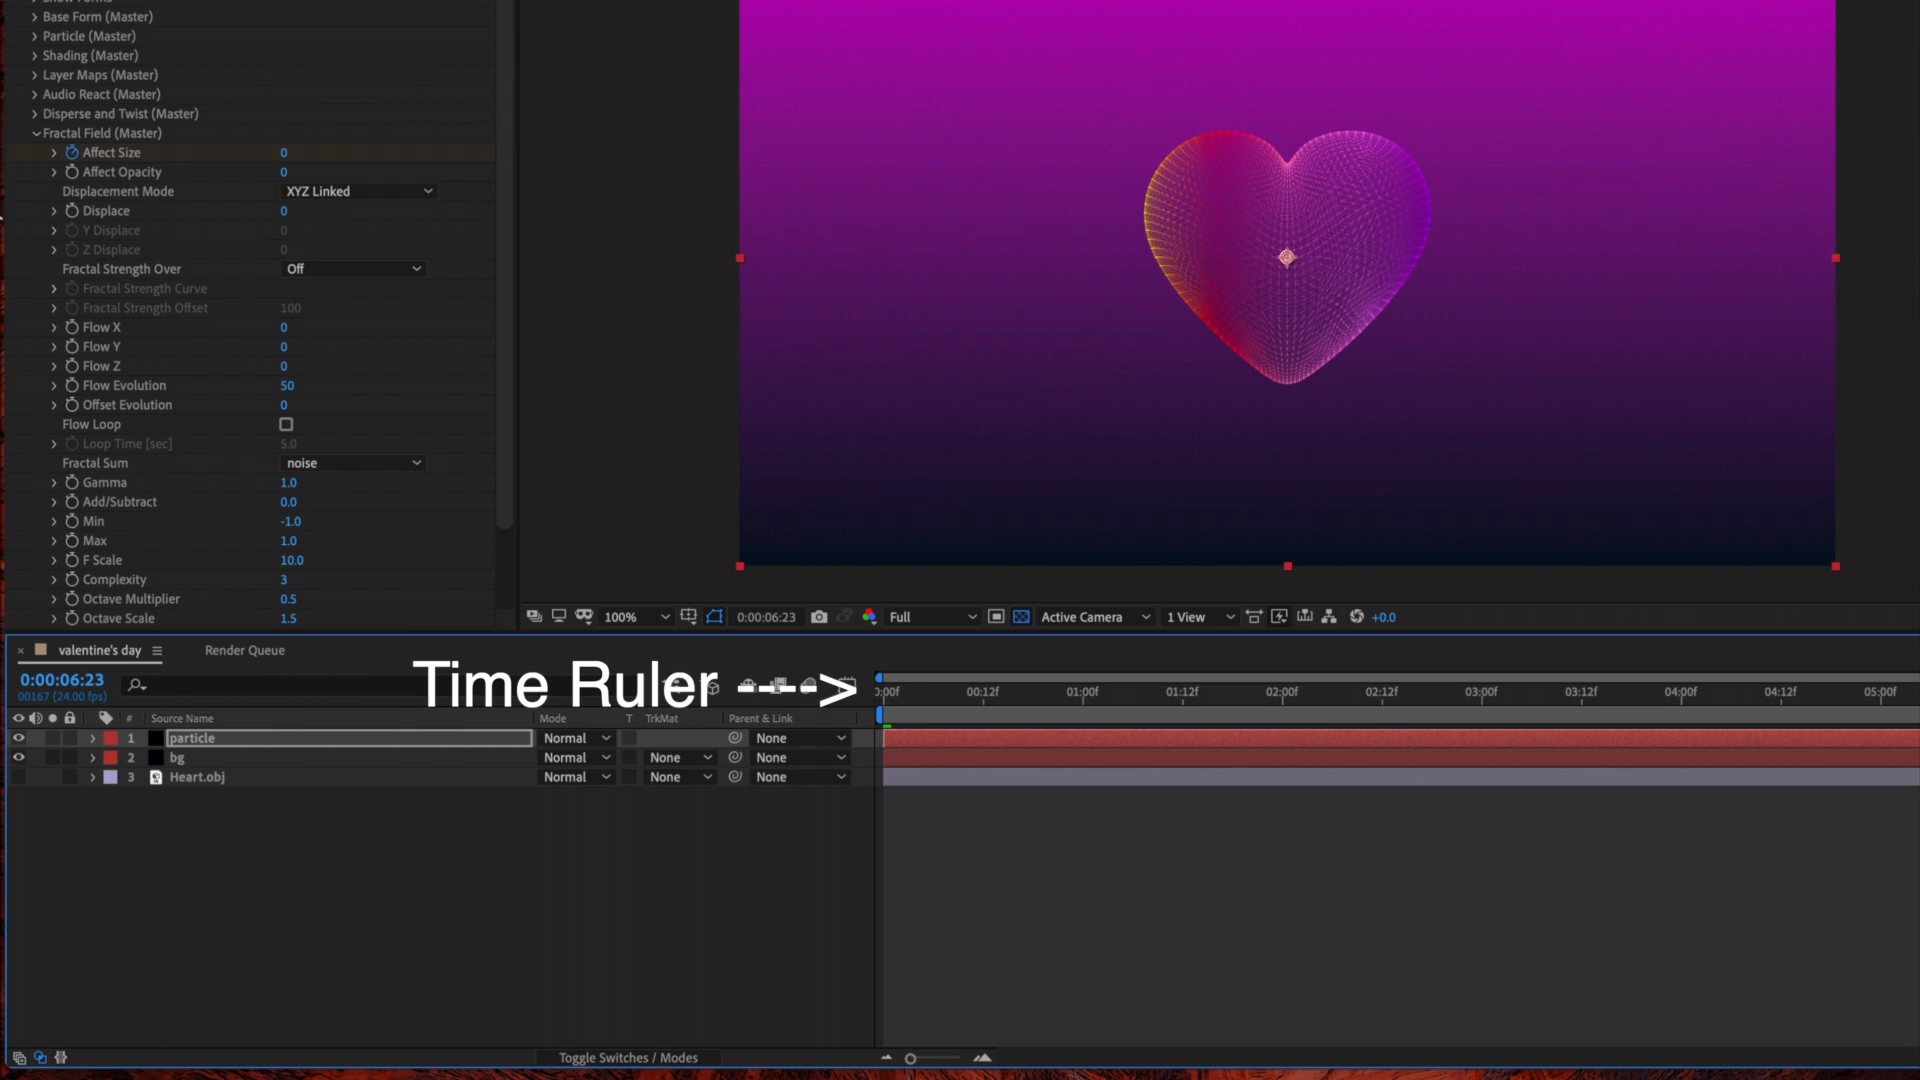 Base Form (Master)
Particle (Master)
Shading (Master)
Layer Maps (Master)
Audio React (Master)
Disperse and Twist (Master)
Fractal Field (Master)
Affect Size 0
Affect Opacity 0
Displacement Mode XYZ Linked
Displace 0
Y Displace 0
Z Displace 0
Fractal Strength Over Off
Fractal Strength Curve
Fractal Strength Offset 100
Flow X 0
Flow Y 0
Flow Z 0
Flow Evolution 50
Offset Evolution 0
Flow Loop
Loop Time [sec] 5.0
Fractal Sum noise
Gamma 1.0
Add/Subtract 0.0
Min -1.0
Max 1.0
F Scale 10.0
Complexity 3
Octave Multiplier 0.5
Octave Scale 1.5
100% 0:00:06:23 Full Active Camera 1 View +0.0
valentine's day Render Queue
0:00:06:23
00167 (24.00 fps)
Time Ruler ---->
:00f 00:12f 01:00f 01:12f 02:00f 02:12f 03:00f 03:12f 04:00f 04:12f 05:00f
# Source Name Mode T TrkMat Parent & Link
1 particle Normal None
2 bg Normal None None
3 Heart.obj Normal None None
Toggle Switches / Modes